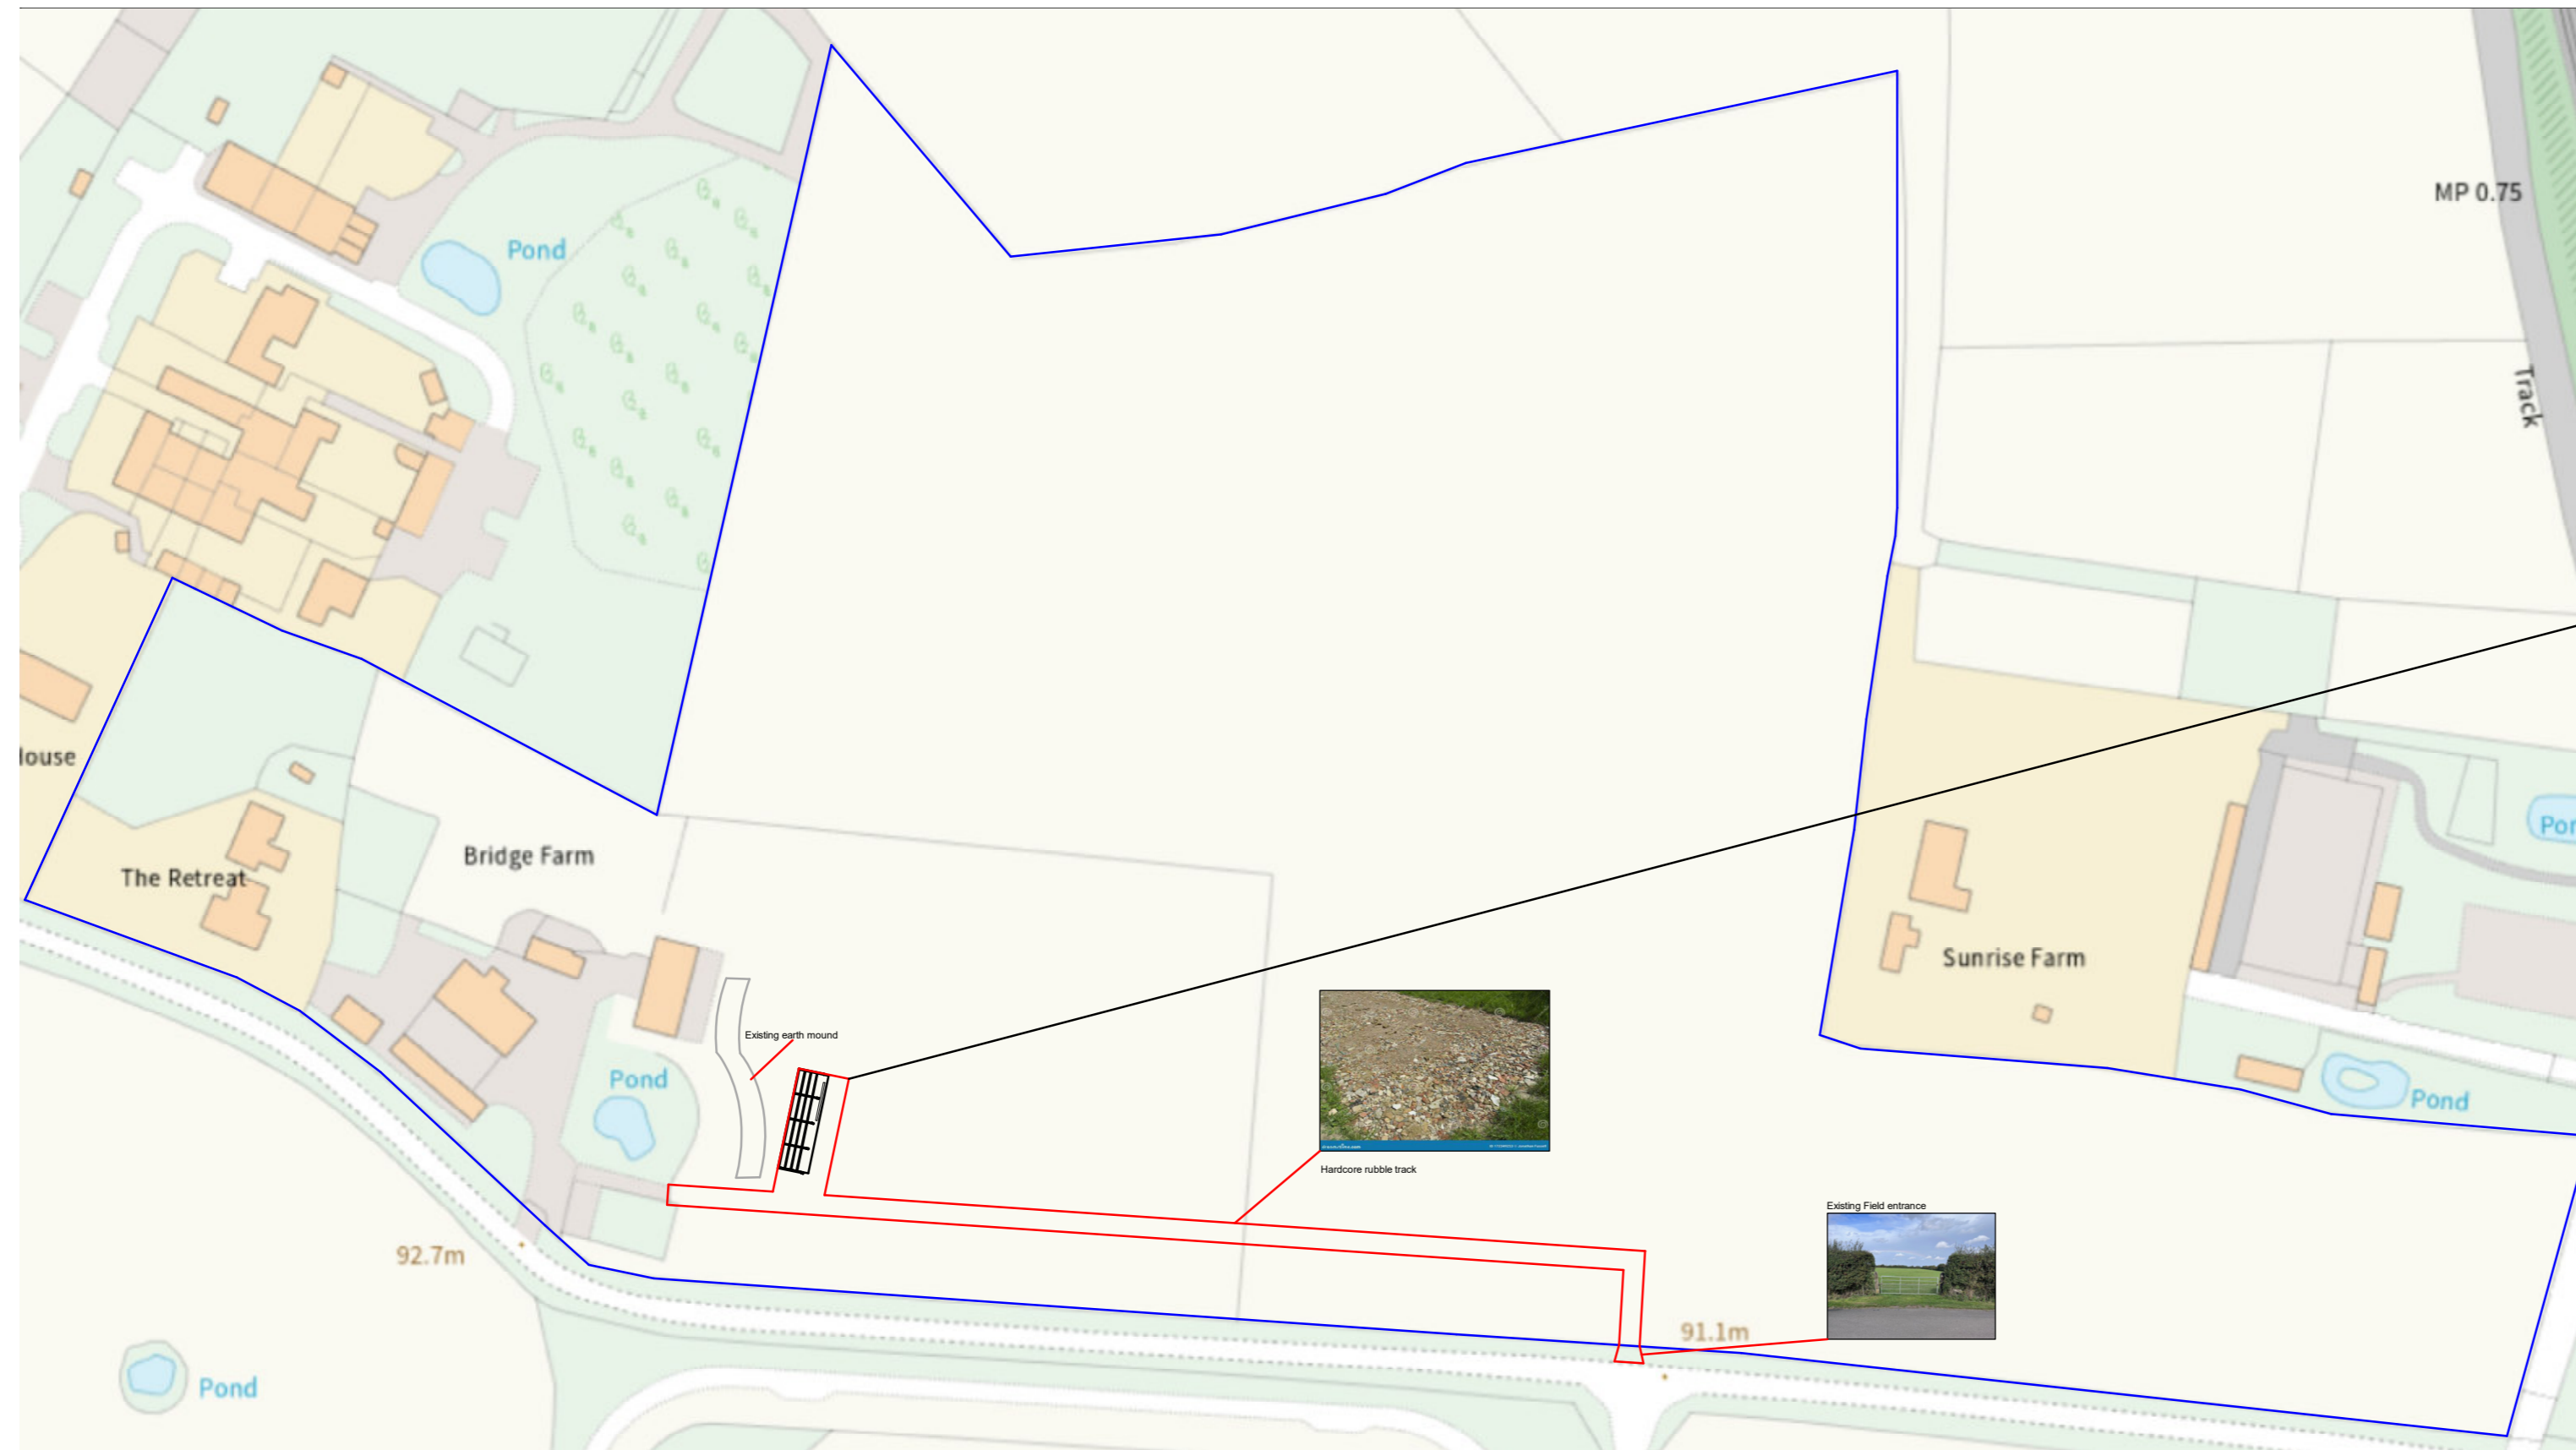 MP 0.75
Pond
Track
louse
The Retreat
Bridge Farm
Por
Sunrise Farm
Existing earth mound
Pond
Pond
Hardcore rubble track
Existing Field entrance
92.7m
91.1m
Pond